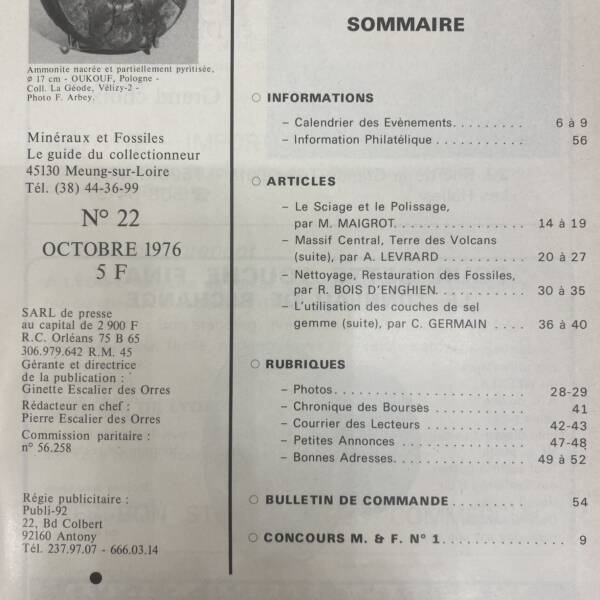 Ammonite nacrée et partiellement pyritisée,
ø 17 cm - OUKOUF, Pologne -
Coll. La Géode, Vélizy-2 -
Photo F. Arbey.
Minéraux et Fossiles
Le guide du collectionneur
45130 Meung-sur-Loire
Tél. (38) 44-36-99
N° 22
OCTOBRE 1976
5 F
SARL de presse
au capital de 2 900 F
R.C. Orléans 75 B 65
306.979.642 R.M. 45
Gérante et directrice
de la publication :
Ginette Escalier des Orres
Rédacteur en chef :
Pierre Escalier des Orres
Commission paritaire :
n° 56.258
Régie publicitaire :
Publi-92
22, Bd Colbert
92160 Antony
Tél. 237.97.07 - 666.03.14
SOMMAIRE
○ INFORMATIONS
– Calendrier des Evènements. . . . . . . . . 6 à 9
– Information Philatélique . . . . . . . . . . 56
○ ARTICLES
– Le Sciage et le Polissage,
par M. MAIGROT. . . . . . . . . . . . . . 14 à 19
– Massif Central, Terre des Volcans
(suite), par A. LEVRARD . . . . . . . . . 20 à 27
– Nettoyage, Restauration des Fossiles,
par R. BOIS D'ENGHIEN. . . . . . . . . . 30 à 35
– L'utilisation des couches de sel
gemme (suite), par C. GERMAIN . . . . 36 à 40
○ RUBRIQUES
– Photos. . . . . . . . . . . . . . . . . . . . 28-29
– Chronique des Bourses . . . . . . . . . . 41
– Courrier des Lecteurs . . . . . . . . . . . 42-43
– Petites Annonces . . . . . . . . . . . . . 47-48
– Bonnes Adresses. . . . . . . . . . . . . . 49 à 52
○ BULLETIN DE COMMANDE. . . . . . . . . . . 54
○ CONCOURS M. & F. N° 1. . . . . . . . . . . . 9